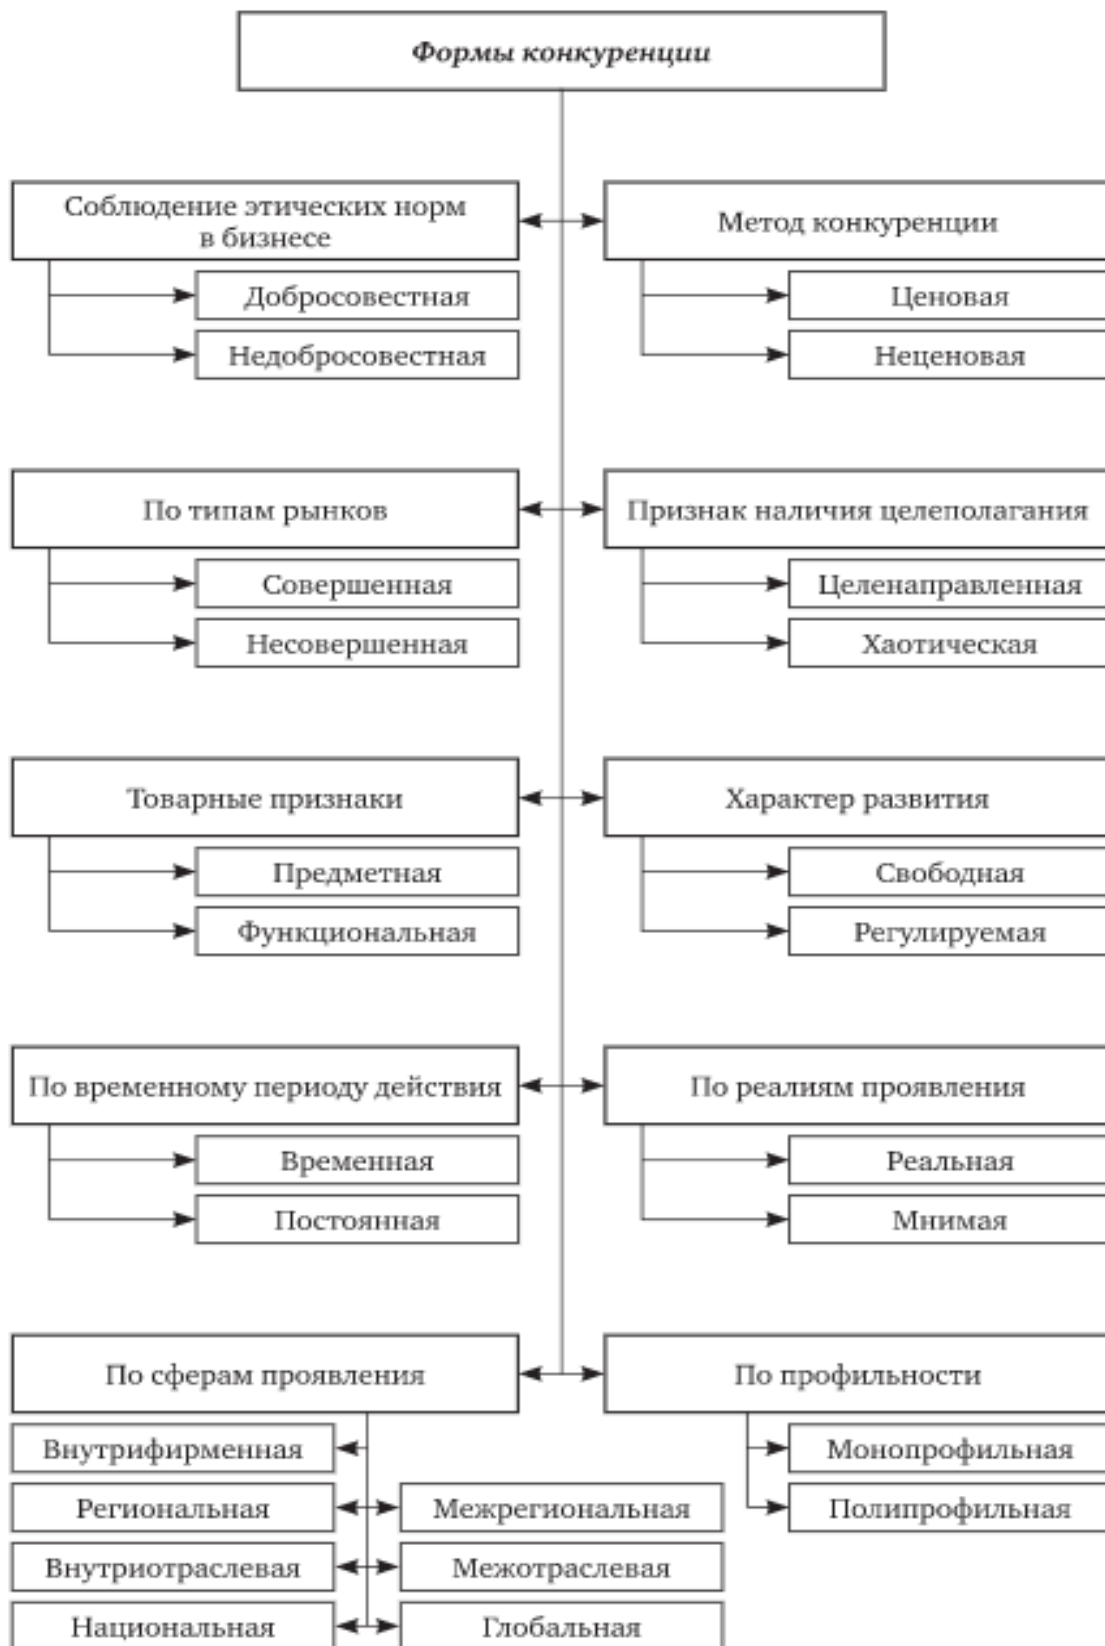 Формы конкуренции
Соблюдение этических норм
в бизнесе
Добросовестная
Недобросовестная
Метод конкуренции
Ценовая
Неценовая
По типам рынков
Совершенная
Несовершенная
Признак наличия целеполагания
Целенаправленная
Хаотическая
Товарные признаки
Предметная
Функциональная
Характер развития
Свободная
Регулируемая
По временному периоду действия
Временная
Постоянная
По реалиям проявления
Реальная
Мнимая
По сферам проявления
Внутрифирменная
Региональная
Межрегиональная
Внутриотраслевая
Межотраслевая
Национальная
Глобальная
По профильности
Монопрофильная
Полипрофильная